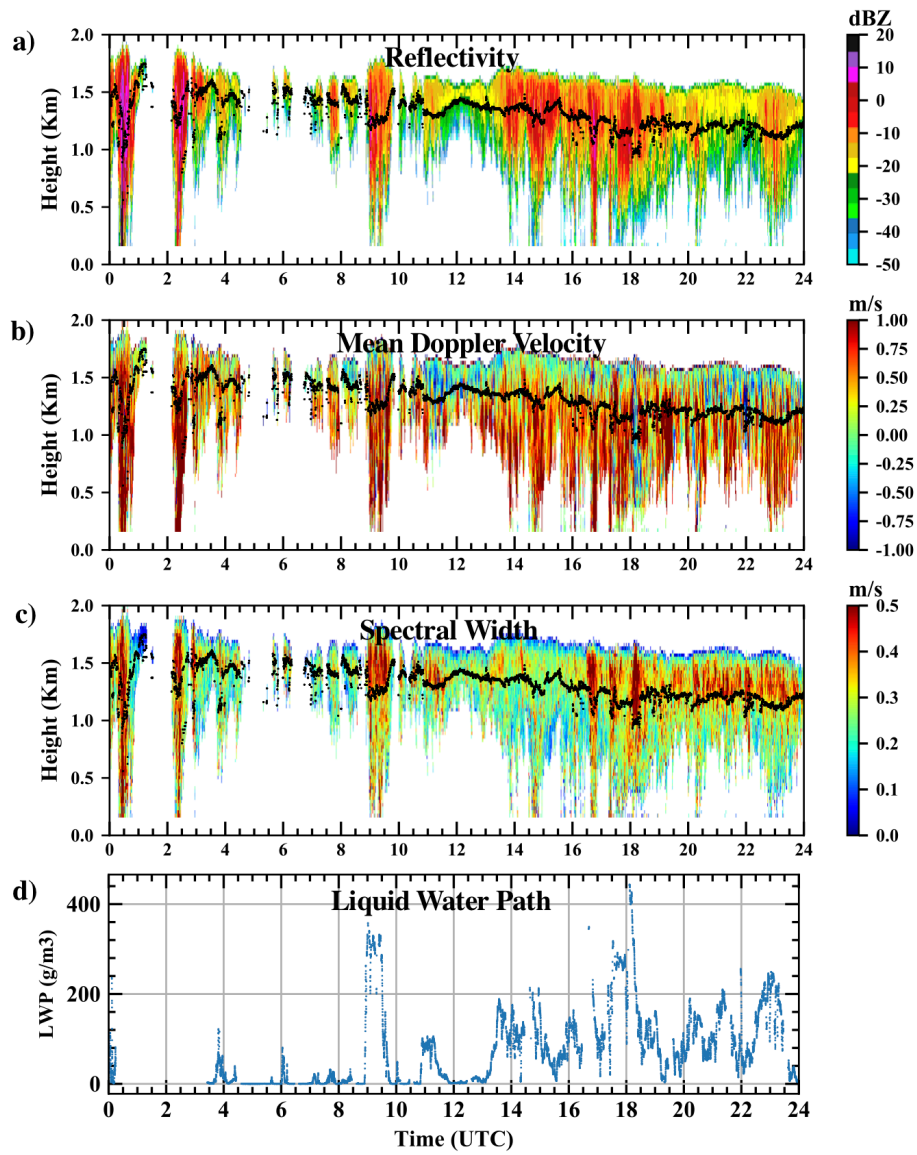 dBZ
a)
Reflectivity
Height (Km)
2.0
1.5
1.0
0.5
0.0
0 2 4 6 8 10 12 14 16 18 20 22 24
20
10
0
-10
-20
-30
-40
-50
m/s
b)
Mean Doppler Velocity
Height (Km)
2.0
1.5
1.0
0.5
0.0
0 2 4 6 8 10 12 14 16 18 20 22 24
1.00
0.75
0.50
0.25
0.00
-0.25
-0.50
-0.75
-1.00
m/s
c)
Spectral Width
Height (Km)
2.0
1.5
1.0
0.5
0.0
0 2 4 6 8 10 12 14 16 18 20 22 24
0.5
0.4
0.3
0.2
0.1
0.0
d)
Liquid Water Path
LWP (g/m3)
400
200
0
0 2 4 6 8 10 12 14 16 18 20 22 24
Time (UTC)